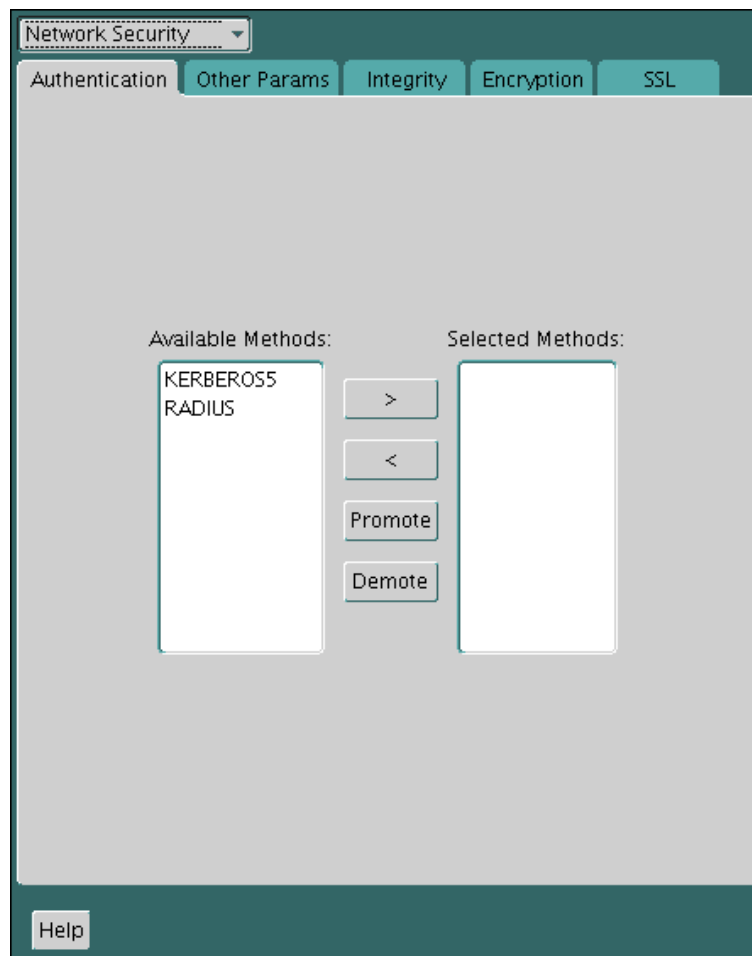 Network Security
Authentication Other Params Integrity Encryption SSL
Available Methods: Selected Methods:
KERBEROS5
RADIUS
>
<
Promote
Demote
Help